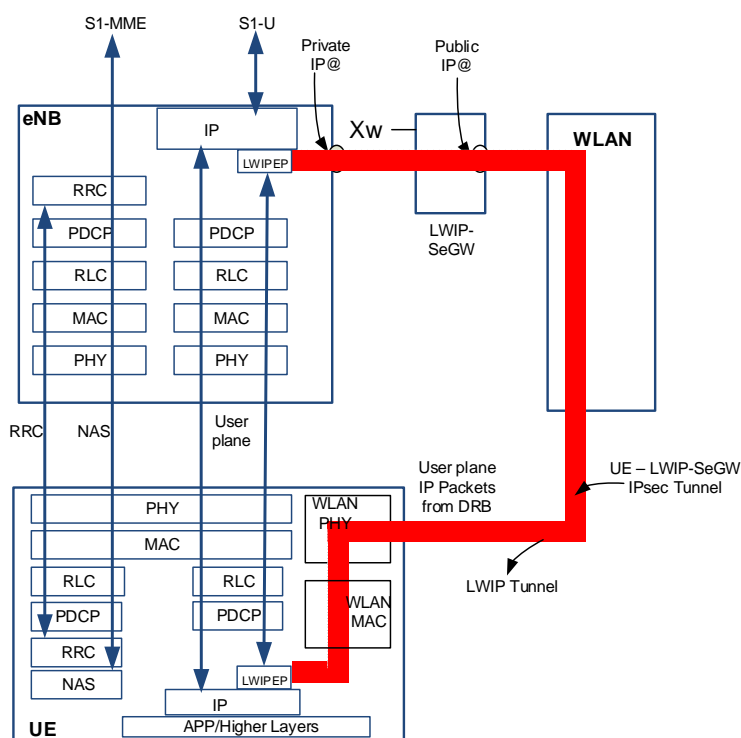 S1-MME
S1-U
Private
IP@
Public
IP@
eNB
IP
Xw
WLAN
LWIPEP
RRC
PDCP
PDCP
LWIP-
SeGW
RLC
RLC
MAC
MAC
PHY
PHY
RRC
NAS
User
plane
User plane
IP Packets
from DRB
UE – LWIP-SeGW
IPsec Tunnel
PHY
WLAN
PHY
MAC
LWIP Tunnel
RLC
RLC
WLAN
MAC
PDCP
PDCP
RRC
NAS
LWIPEP
IP
UE
APP/Higher Layers